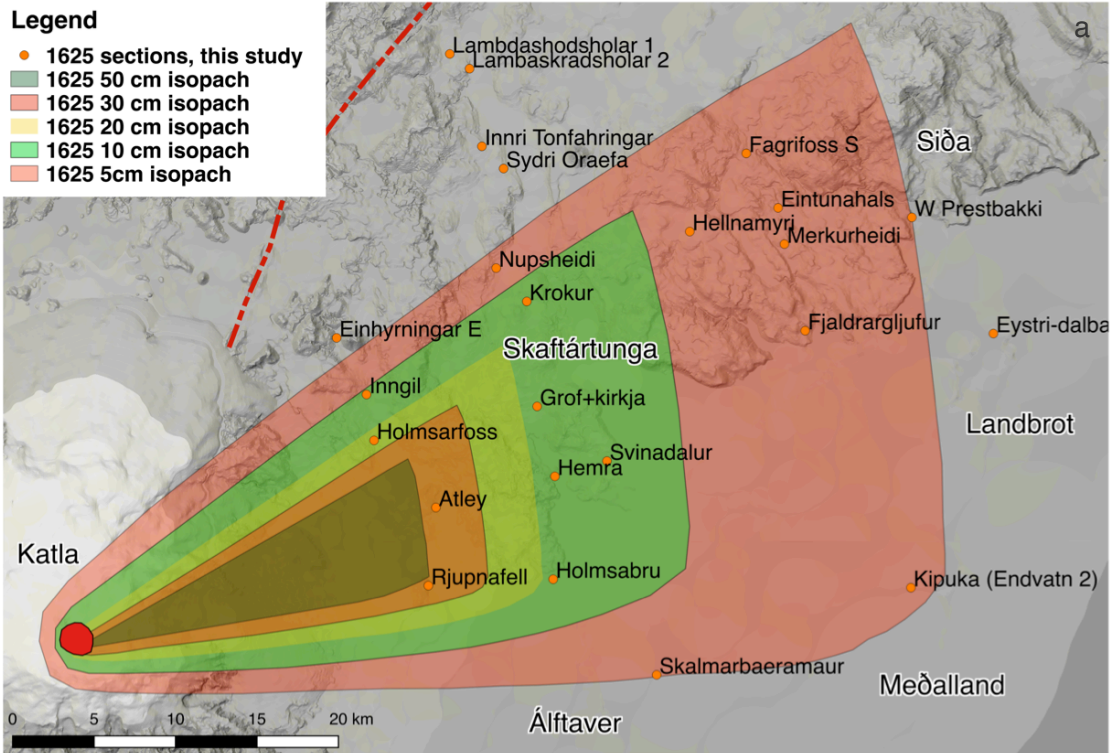 Legend
1625 sections, this study
1625 50 cm isopach
1625 30 cm isopach
1625 20 cm isopach
1625 10 cm isopach
1625 5cm isopach
a
Lambdashodsholar 1
Lambaskradsholar 2
Innri Tonfahringar
Sydri Oraefa
Fagrifoss S
Siða
Eintunahals
W Prestbakki
Hellnamyri
Merkurheidi
Nupsheidi
Krokur
Einhyrningar E
Fjaldrargljufur
Eystri-dalba
Skaftártunga
Inngil
Grof+kirkja
Landbrot
Holmsarfoss
Svinadalur
Hemra
Atley
Katla
Rjupnafell
Holmsabru
Kipuka (Endvatn 2)
Skalmarbaeramaur
Meðalland
Álftaver
0 5 10 15 20 km